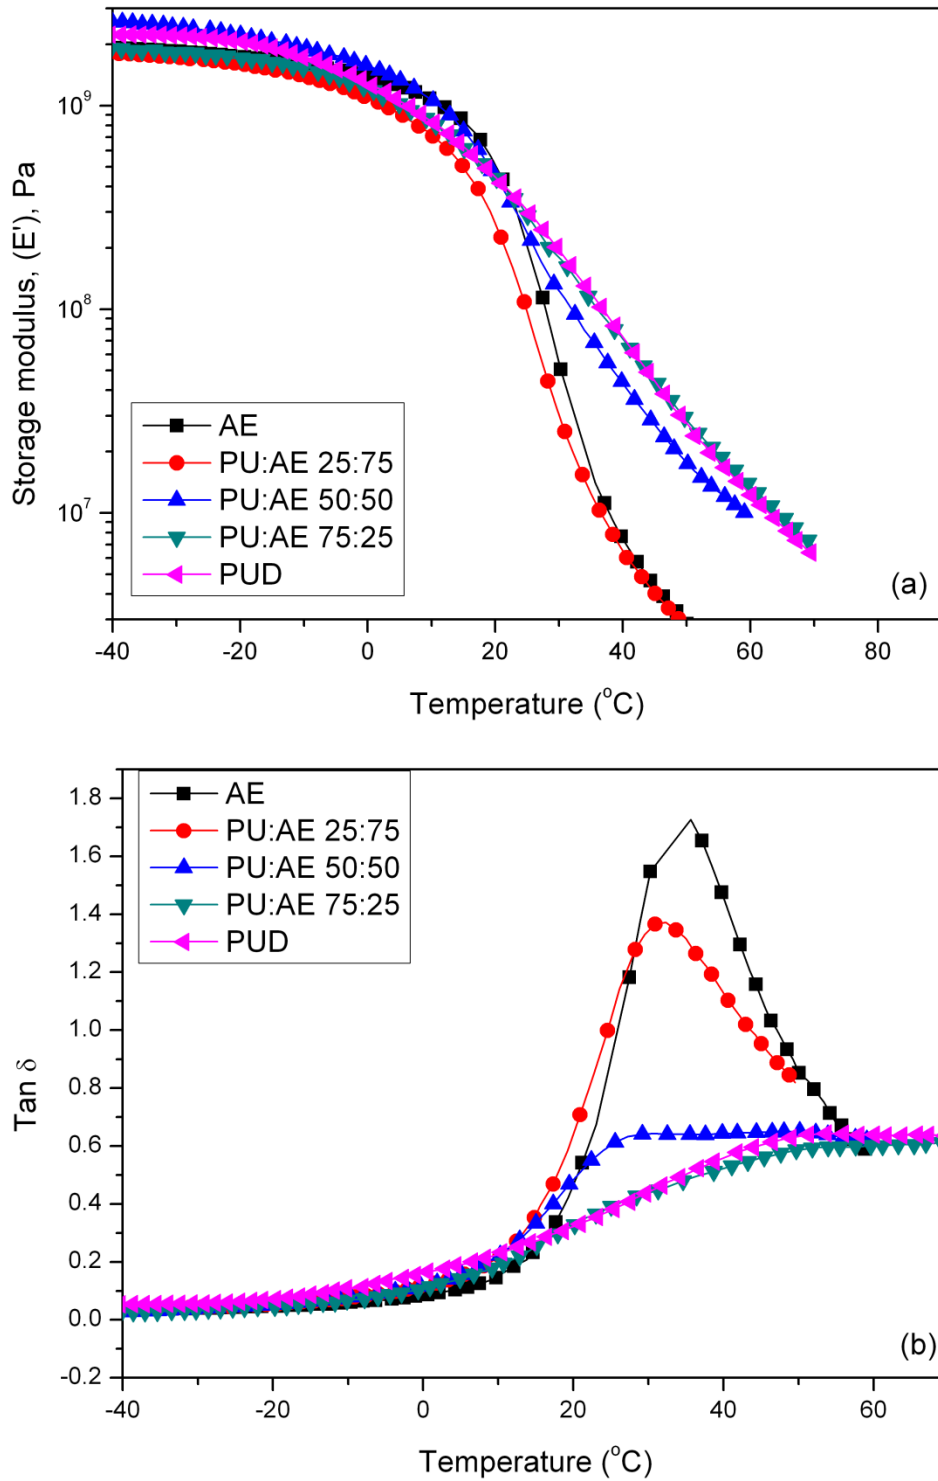 Storage modulus, (E'), Pa
10⁹
10⁸
10⁷
AE
PU:AE 25:75
PU:AE 50:50
PU:AE 75:25
PUD
(a)
-40 -20 0 20 40 60 80
Temperature (°C)
Tan δ
1.8
1.6
1.4
1.2
1.0
0.8
0.6
0.4
0.2
0.0
-0.2
AE
PU:AE 25:75
PU:AE 50:50
PU:AE 75:25
PUD
(b)
-40 -20 0 20 40 60
Temperature (°C)